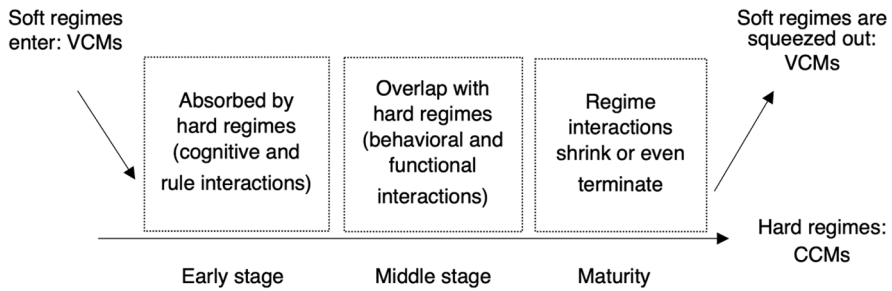 Soft regimes
enter: VCMs
Absorbed by
hard regimes
(cognitive and
rule interactions)
Overlap with
hard regimes
(behavioral and
functional
interactions)
Regime
interactions
shrink or even
terminate
Soft regimes are
squeezed out:
VCMs
Hard regimes:
CCMs
Early stage
Middle stage
Maturity